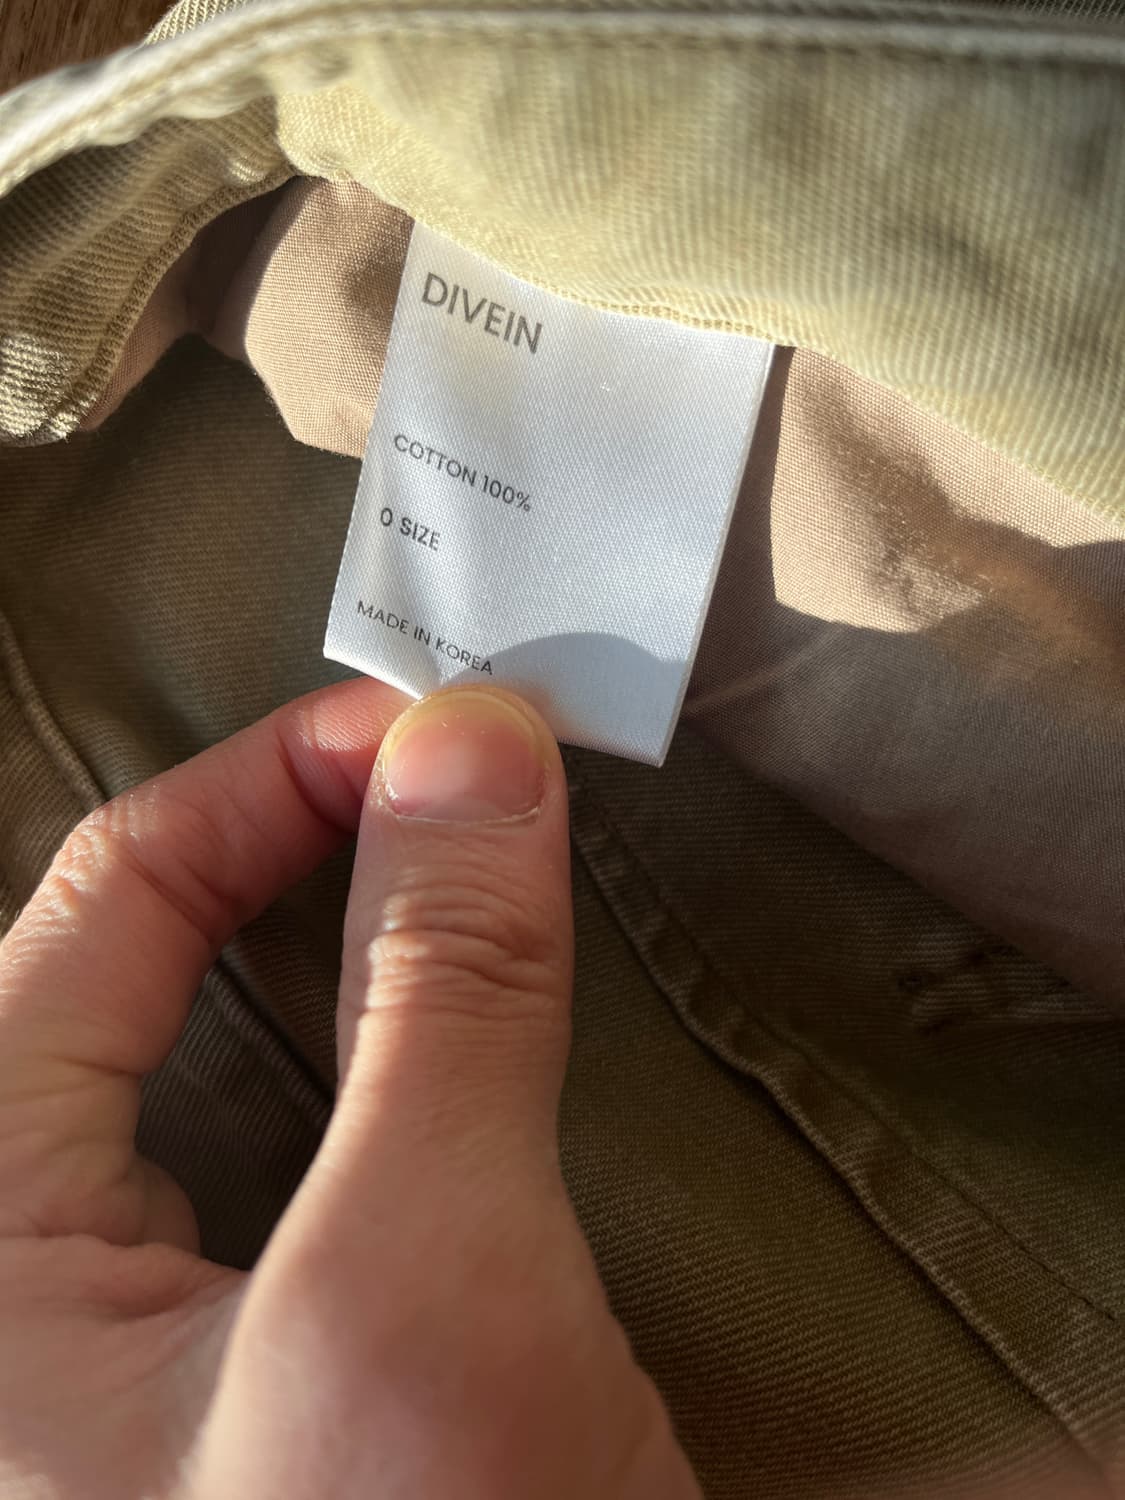 DIVEIN
COTTON 100%
0 SIZE
MADE IN KOREA